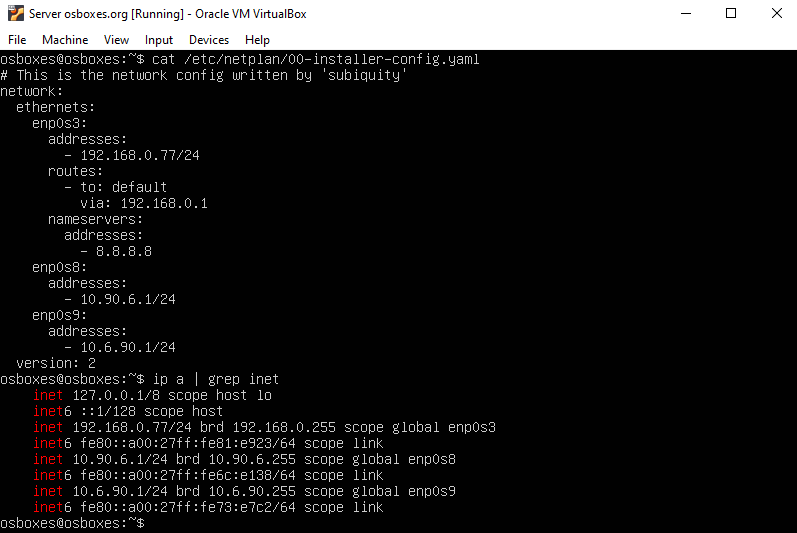 Server osboxes.org [Running] - Oracle VM VirtualBox
File Machine View Input Devices Help
osboxes@osboxes:~$ cat /etc/netplan/00-installer-config.yaml
# This is the network config written by 'subiquity'
network:
  ethernets:
    enp0s3:
      addresses:
        - 192.168.0.77/24
      routes:
        - to: default
          via: 192.168.0.1
      nameservers:
        addresses:
          - 8.8.8.8
    enp0s8:
      addresses:
        - 10.90.6.1/24
    enp0s9:
      addresses:
        - 10.6.90.1/24
  version: 2
osboxes@osboxes:~$ ip a | grep inet
    inet 127.0.0.1/8 scope host lo
    inet6 ::1/128 scope host
    inet 192.168.0.77/24 brd 192.168.0.255 scope global enp0s3
    inet6 fe80::a00:27ff:fe81:e923/64 scope link
    inet 10.90.6.1/24 brd 10.90.6.255 scope global enp0s8
    inet6 fe80::a00:27ff:fe6c:e138/64 scope link
    inet 10.6.90.1/24 brd 10.6.90.255 scope global enp0s9
    inet6 fe80::a00:27ff:fe73:e7c2/64 scope link
osboxes@osboxes:~$